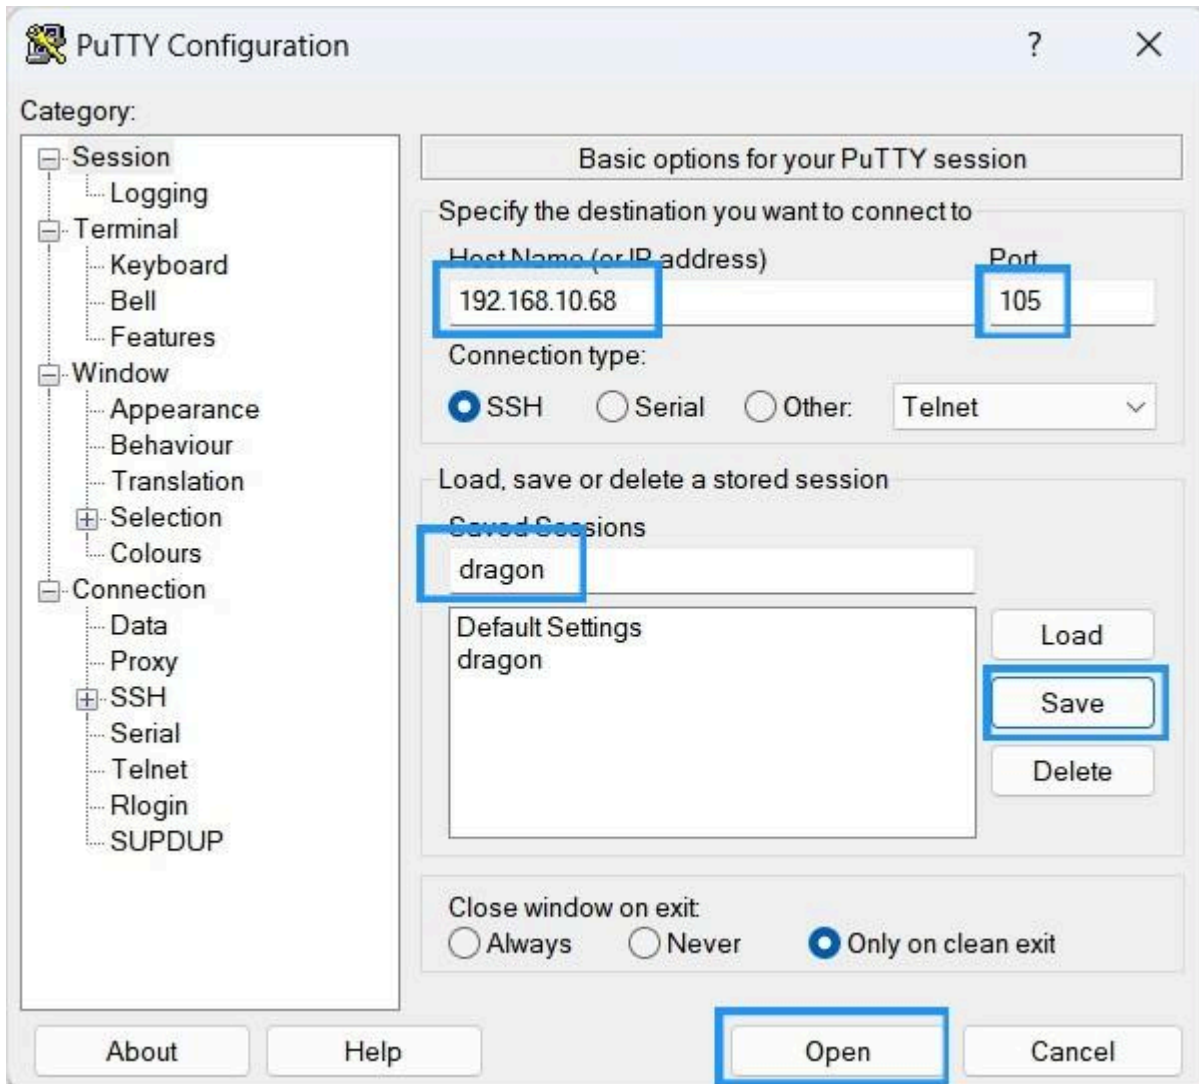 PuTTY Configuration ? ×
Category:
Session
Logging
Terminal
Keyboard
Bell
Features
Window
Appearance
Behaviour
Translation
Selection
Colours
Connection
Data
Proxy
SSH
Serial
Telnet
Rlogin
SUPDUP
Basic options for your PuTTY session
Specify the destination you want to connect to
Host Name (or IP address) Port
192.168.10.68 105
Connection type:
SSH Serial Other: Telnet
Load, save or delete a stored session
Saved Sessions
dragon
Default Settings
dragon
Load
Save
Delete
Close window on exit:
Always Never Only on clean exit
About Help Open Cancel